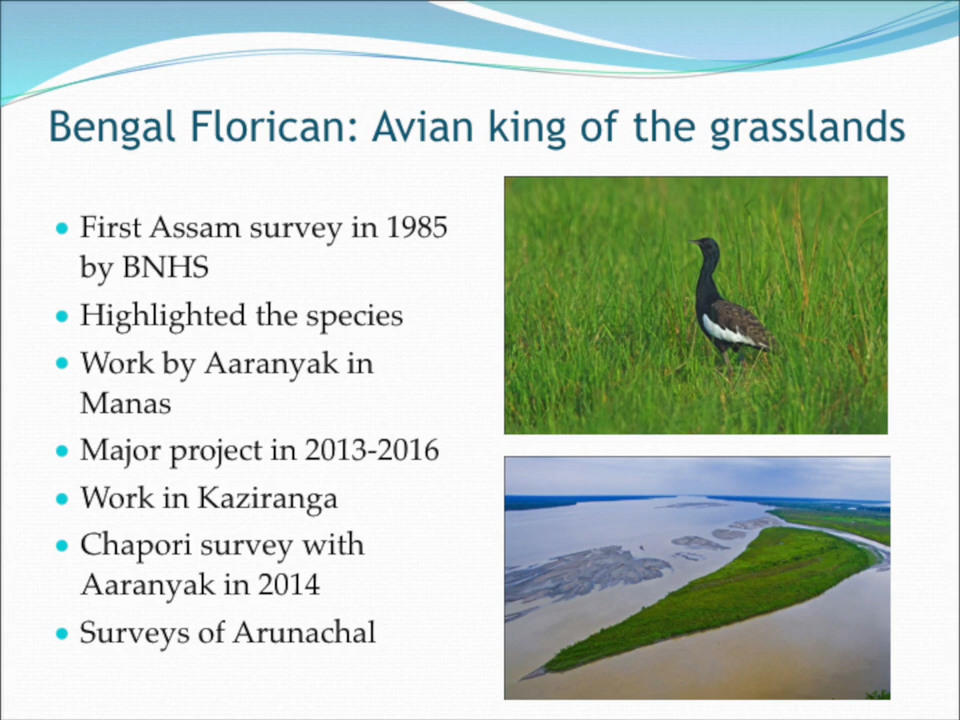 Bengal Florican: Avian king of the grasslands
• First Assam survey in 1985
by BNHS
• Highlighted the species
• Work by Aaranyak in
Manas
• Major project in 2013-2016
• Work in Kaziranga
• Chapori survey with
Aaranyak in 2014
• Surveys of Arunachal